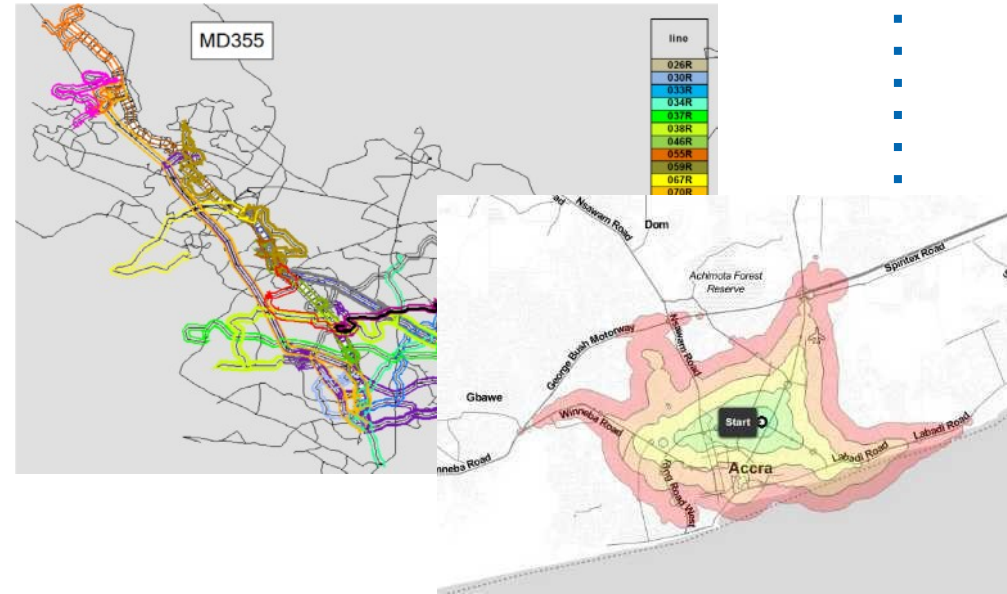 MD355
line
026R
030R
033R
034R
037R
038R
046R
055R
059R
067R
070R
ad
Nsawam Road
Dom
Achimota Forest
Reserve
Spintex Road
George Bush Motorway
Nsawam Road
Gbawe
Winneba Road
Start
Labadi Road
Labadi Road
Accra
nneba Road
Ring Road West